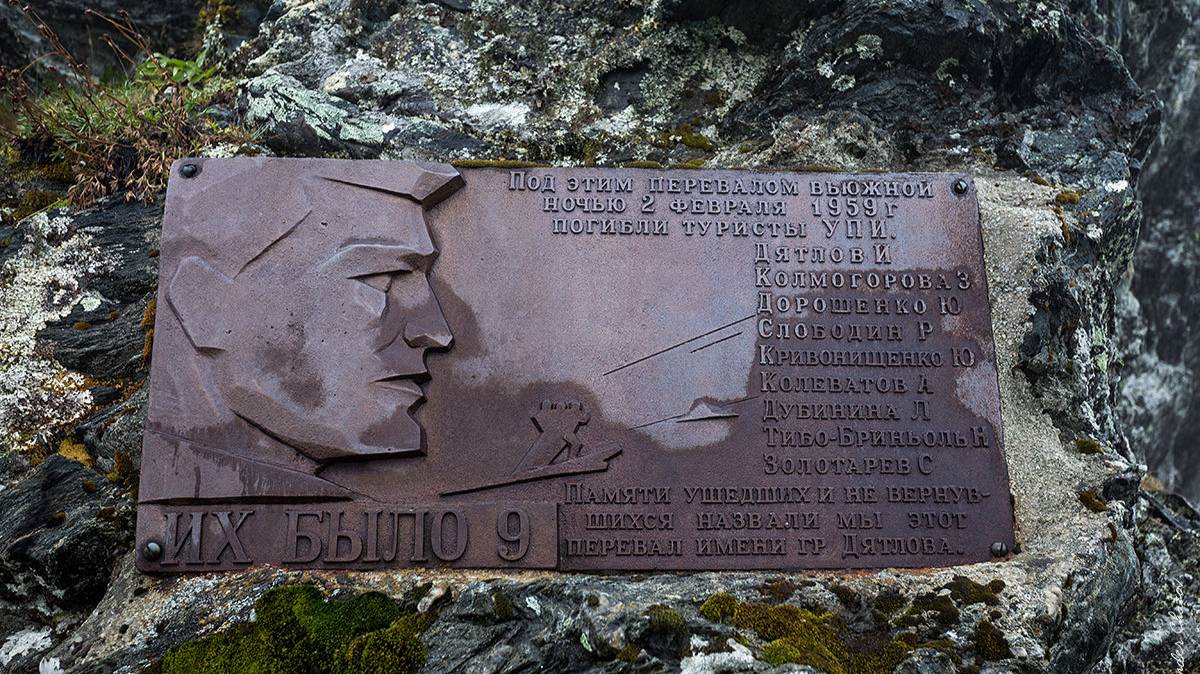 Под этим перевалом вьюжной
ночью 2 февраля 1959 г
погибли туристы УПИ.
Дятлов И
Колмогорова З
Дорошенко Ю
Слободин Р
Кривонищенко Ю
Колеватов А
Дубинина Л
Тибо-Бриньоль Н
Золотарев С
Памяти ушедших и не вернув-
шихся назвали мы этот
перевал имени гр Дятлова.
ИХ БЫЛО 9